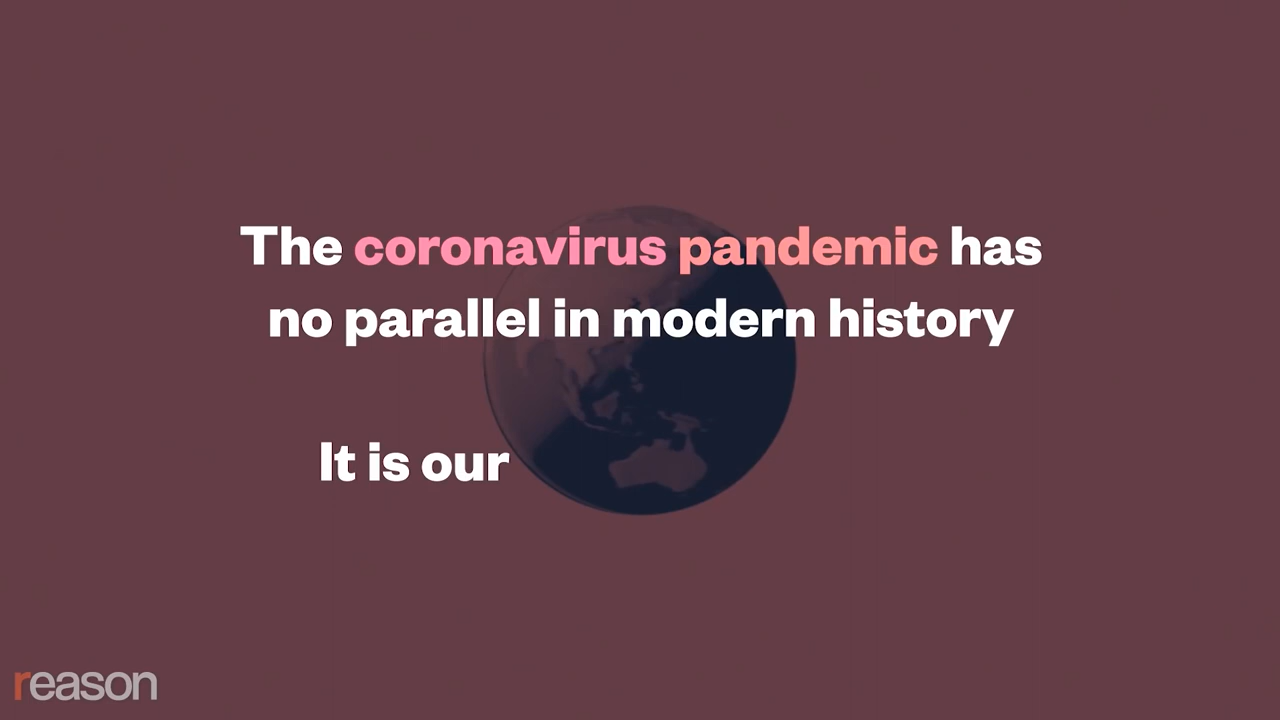 The coronavirus pandemic has
no parallel in modern history
It is our
reason